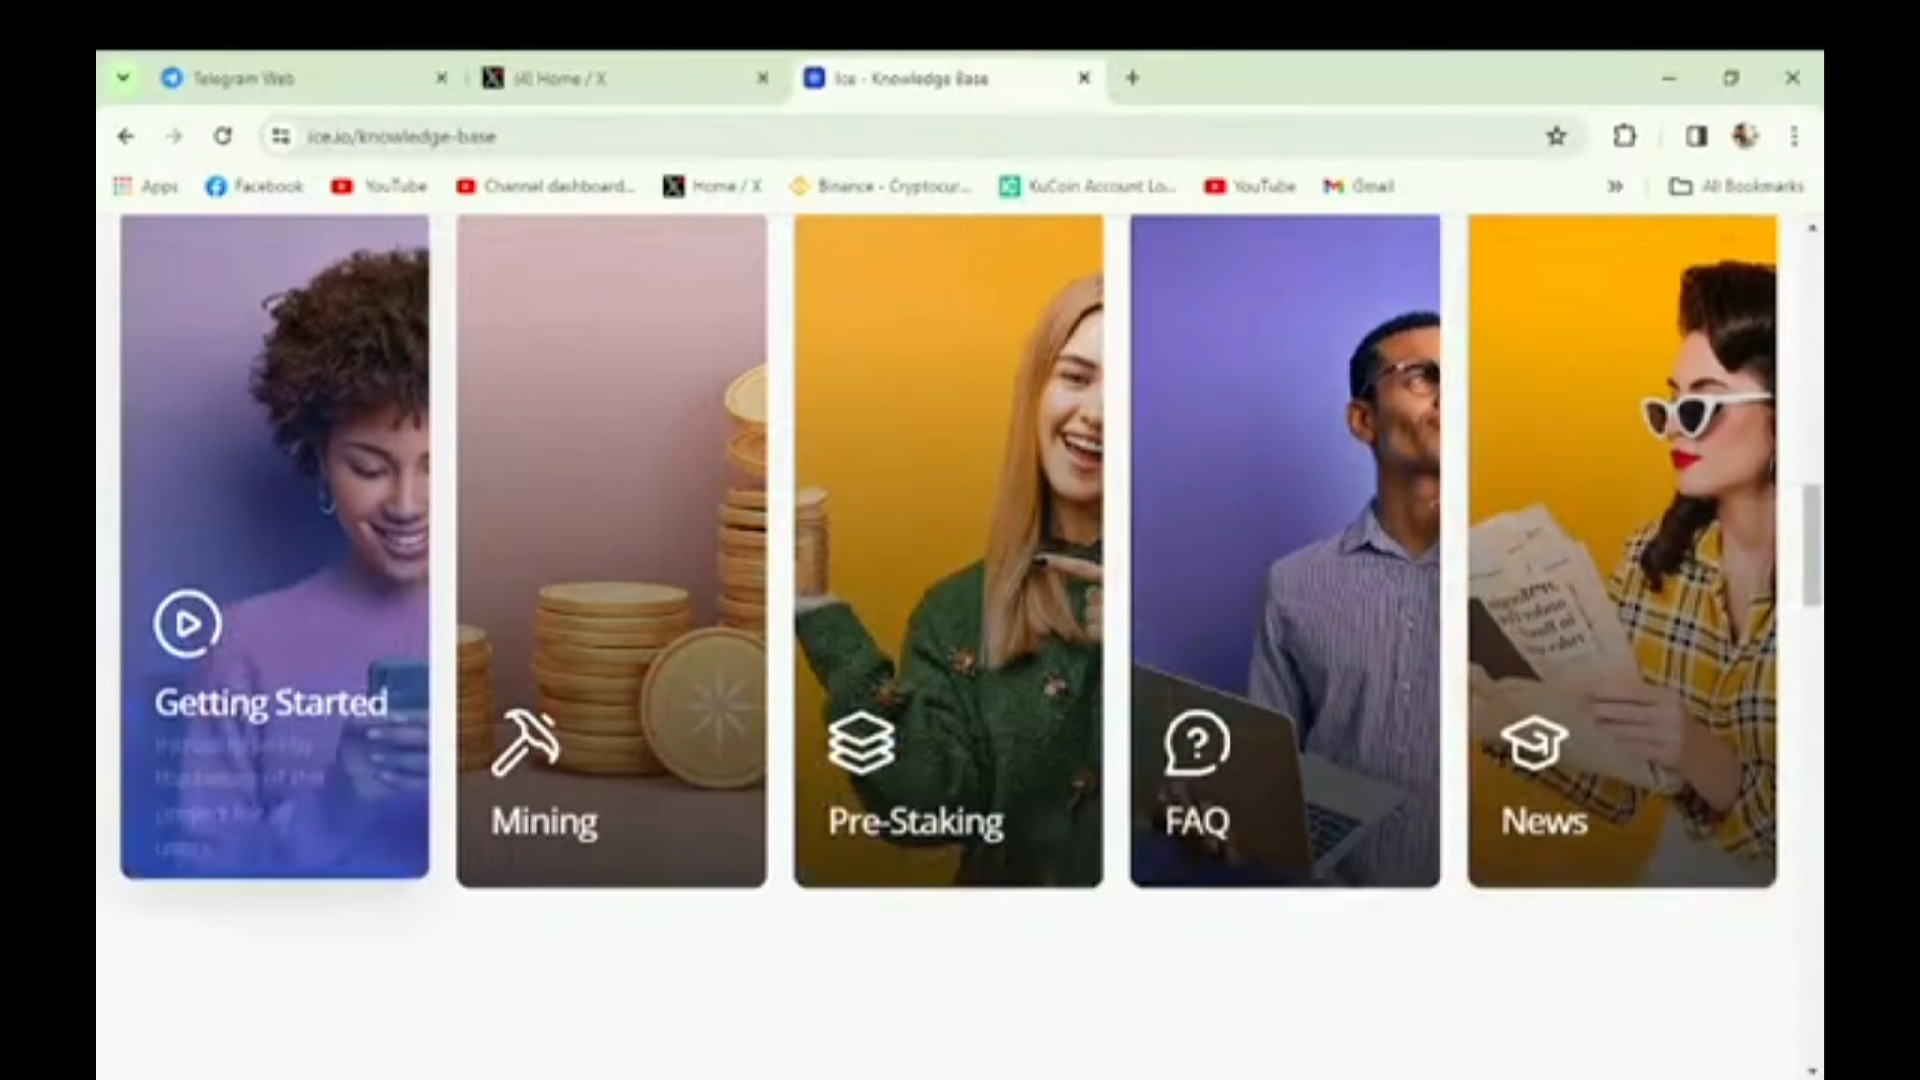 Telegram Web
(4) Home / X
Ice - Knowledge Base
ice.io/knowledge-base
Apps
Facebook
YouTube
Channel dashboard...
Home / X
Binance - Cryptocur...
KuCoin Account Lo...
YouTube
Gmail
All Bookmarks
Getting Started
Mining
Pre-Staking
FAQ
News